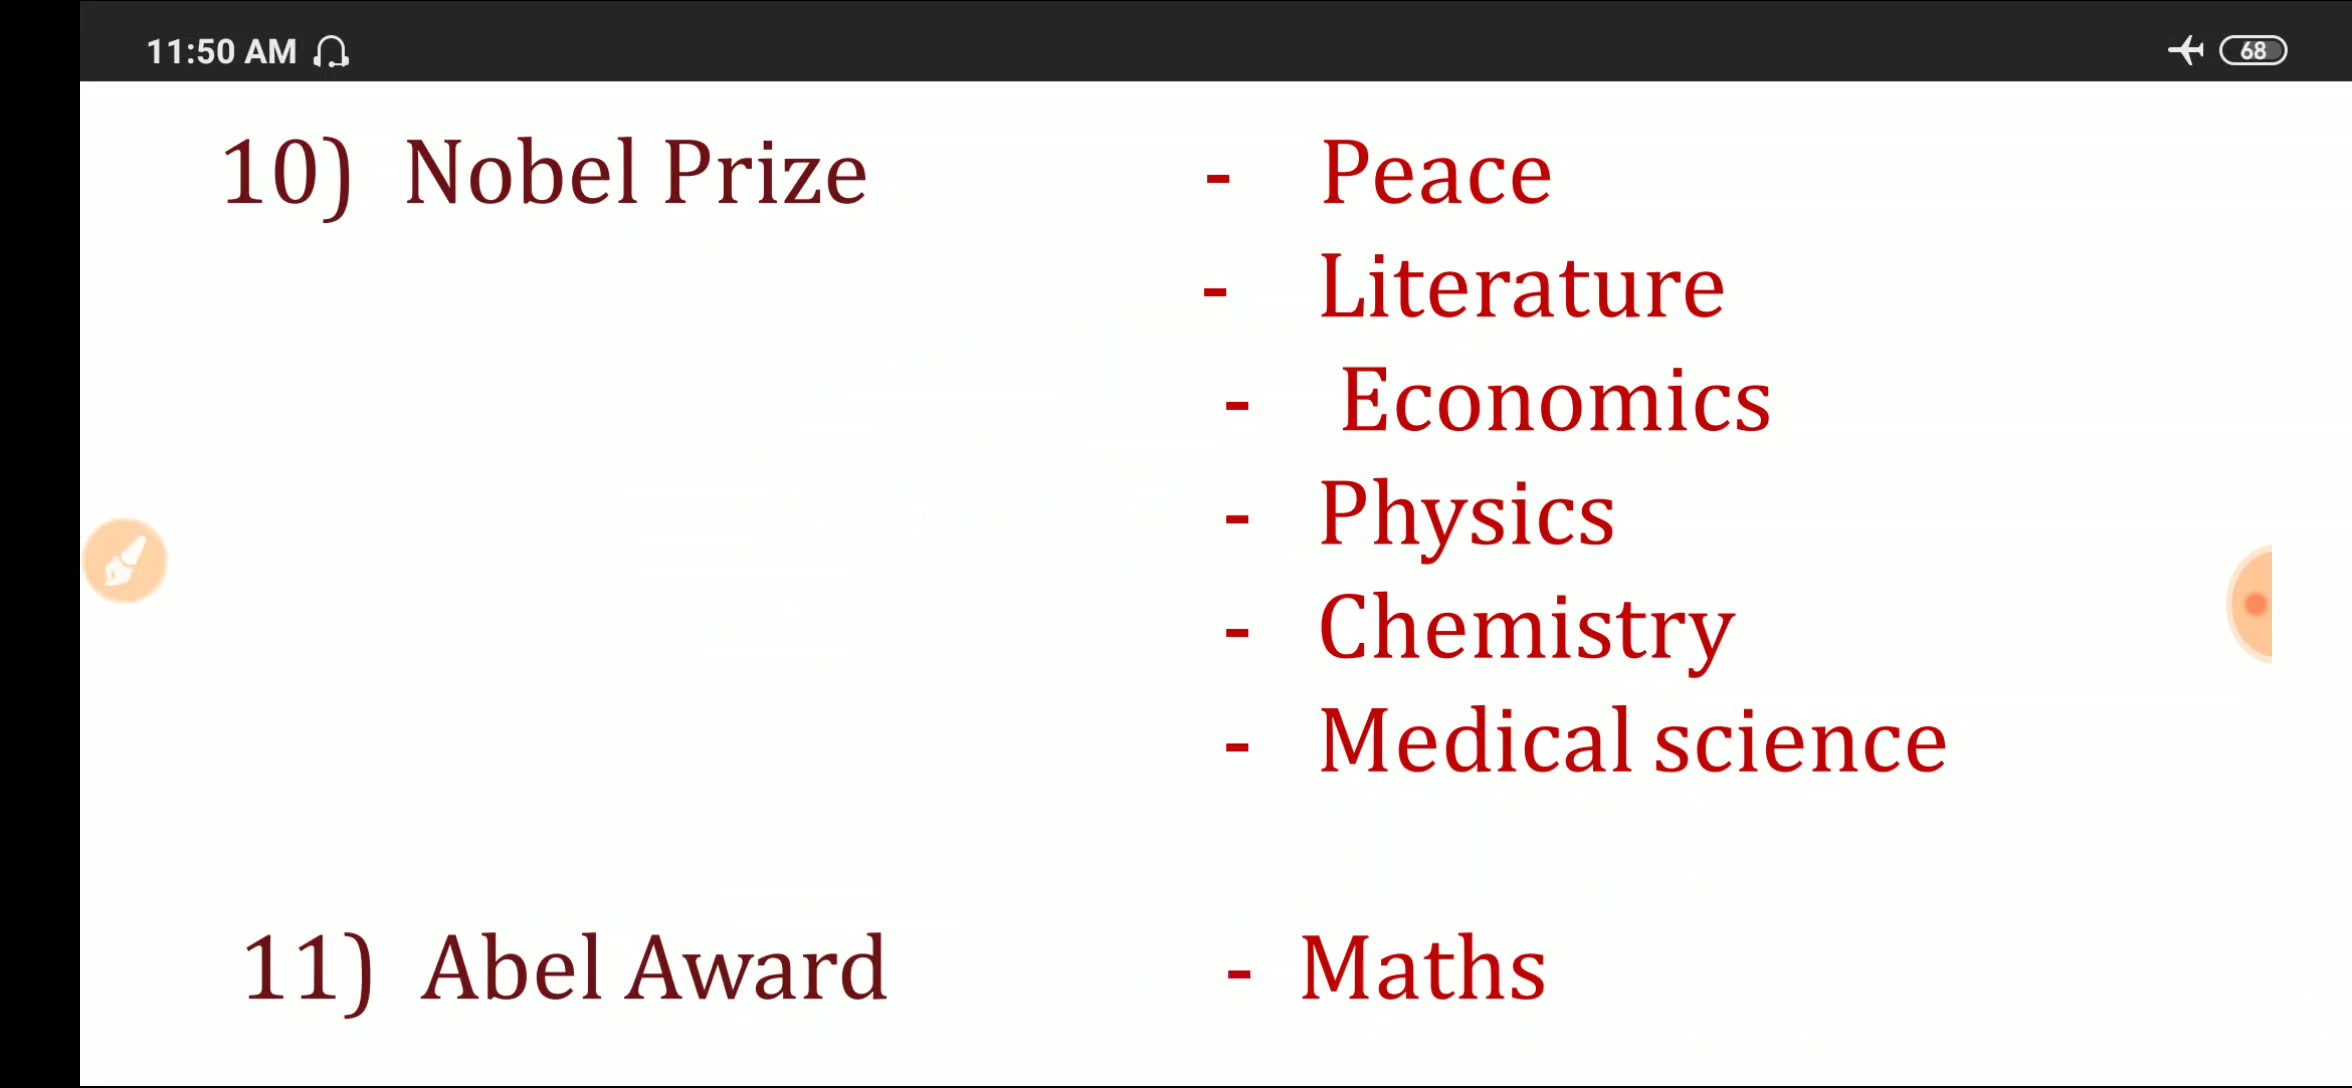 11:50 AM 68
10) Nobel Prize - Peace
- Literature
- Economics
- Physics
- Chemistry
- Medical science
11) Abel Award - Maths